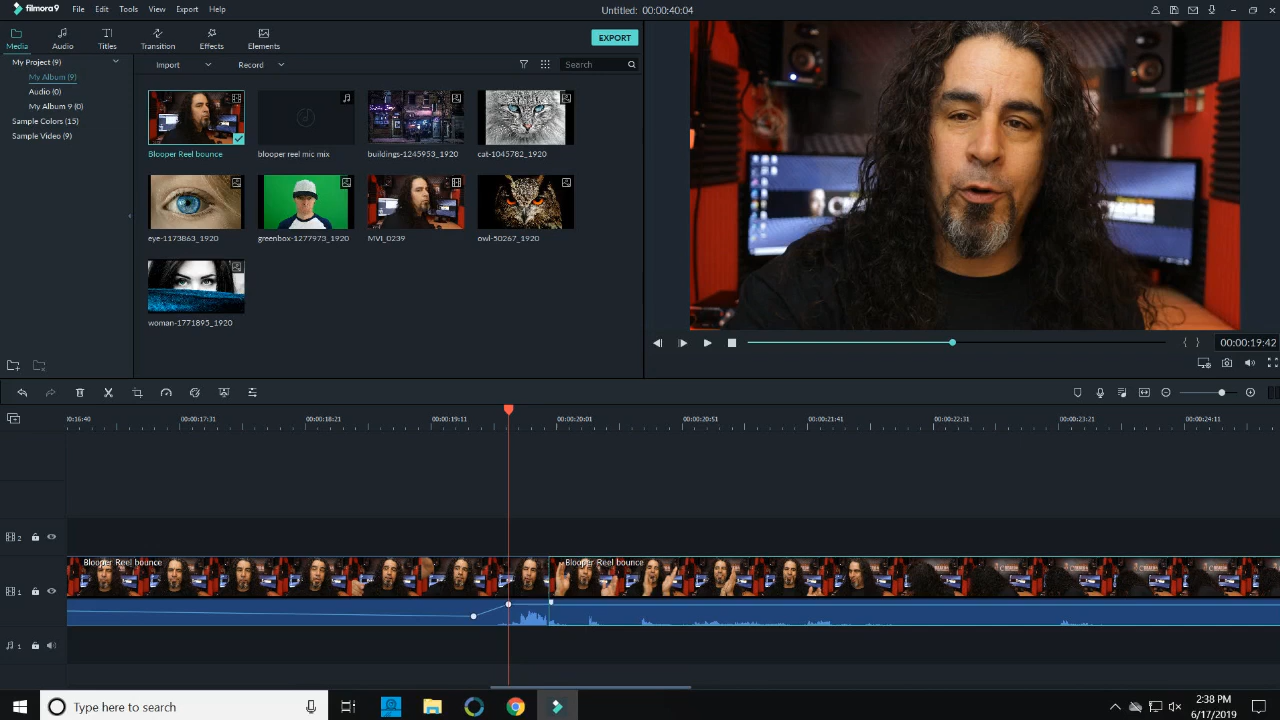 filmora9 File Edit Tools View Export Help Untitled: 00:00:40:04
Media Audio Titles Transition Effects Elements EXPORT
My Project (9) Import Record Search
My Album (9)
Audio (0)
My Album 9 (0)
Sample Colors (15)
Sample Video (9)
Blooper Reel bounce blooper reel mic mix buildings-1245953_1920 cat-1045782_1920
eye-1173863_1920 greenbox-1277973_1920 MVI_0239 owl-50267_1920
woman-1771895_1920
{ } 00:00:19:42
00:16:40 00:00:17:31 00:00:18:21 00:00:19:11 00:00:20:01 00:00:20:51 00:00:21:41 00:00:22:31 00:00:23:21 00:00:24:11
2
Blooper Reel bounce Blooper Reel bounce
1
1
Type here to search
2:38 PM
6/17/2019